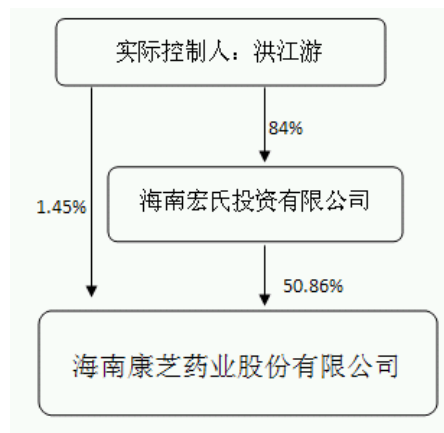 实际控制人：洪江游
84%
海南宏氏投资有限公司
1.45%
50.86%
海南康芝药业股份有限公司